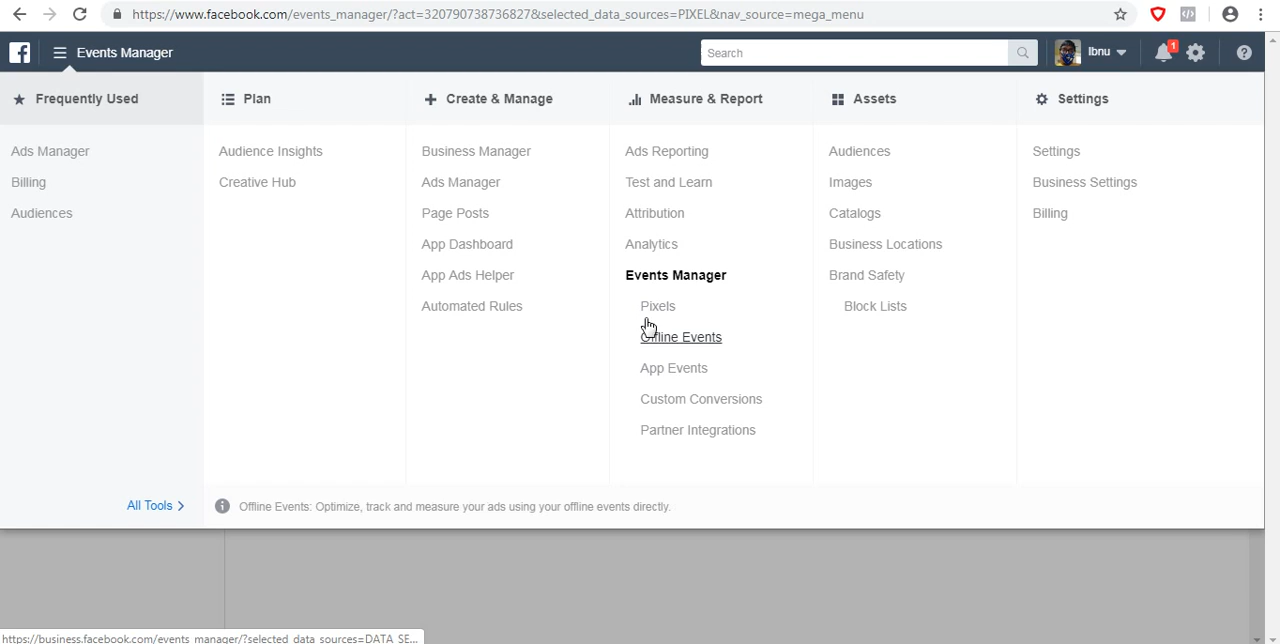 https://www.facebook.com/events_manager/?act=320790738736827&selected_data_sources=PIXEL&nav_source=mega_menu
Events Manager
Search
Ibnu
1
Frequently Used
Ads Manager
Billing
Audiences
All Tools
Plan
Audience Insights
Creative Hub
Create & Manage
Business Manager
Ads Manager
Page Posts
App Dashboard
App Ads Helper
Automated Rules
Measure & Report
Ads Reporting
Test and Learn
Attribution
Analytics
Events Manager
Pixels
Offline Events
App Events
Custom Conversions
Partner Integrations
Assets
Audiences
Images
Catalogs
Business Locations
Brand Safety
Block Lists
Settings
Settings
Business Settings
Billing
Offline Events: Optimize, track and measure your ads using your offline events directly.
https://business.facebook.com/events_manager/?selected_data_sources=DATA_SE...